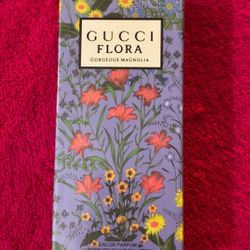 GUCCI
FLORA
GORGEOUS MAGNOLIA
EAU DE PARFUM